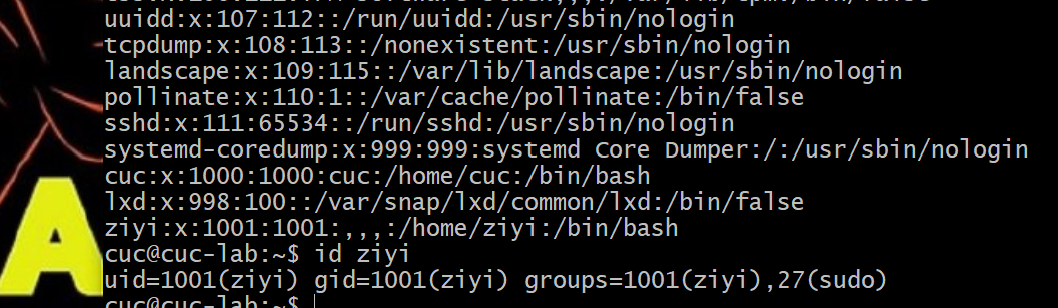 uuidd:x:107:112::/run/uuidd:/usr/sbin/nologin
tcpdump:x:108:113::/nonexistent:/usr/sbin/nologin
landscape:x:109:115::/var/lib/landscape:/usr/sbin/nologin
pollinate:x:110:1::/var/cache/pollinate:/bin/false
sshd:x:111:65534::/run/sshd:/usr/sbin/nologin
systemd-coredump:x:999:999:systemd Core Dumper:/:/usr/sbin/nologin
cuc:x:1000:1000:cuc:/home/cuc:/bin/bash
lxd:x:998:100::/var/snap/lxd/common/lxd:/bin/false
ziyi:x:1001:1001:,,,:/home/ziyi:/bin/bash
cuc@cuc-lab:~$ id ziyi
uid=1001(ziyi) gid=1001(ziyi) groups=1001(ziyi),27(sudo)
cuc@cuc-lab:~$
A